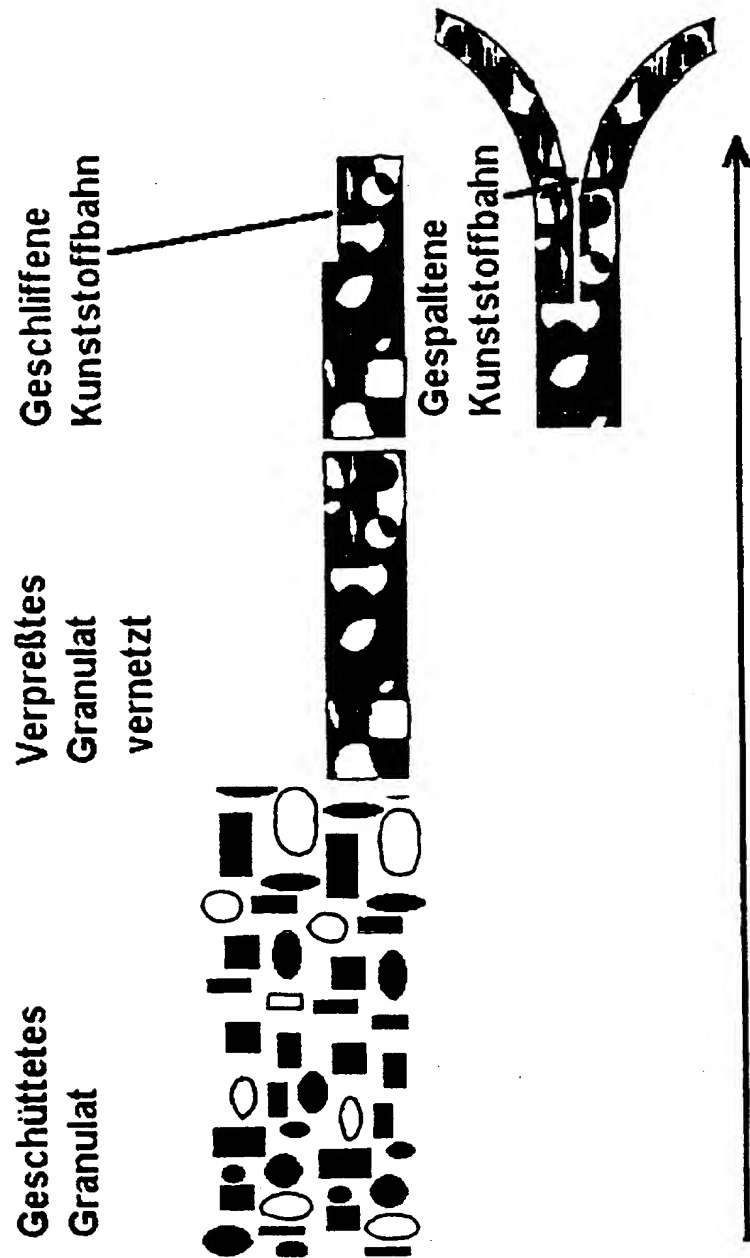 Geschüttetes
Granulat
Verpreßtes
Granulat
vernetzt
Geschliffene
Kunststoffbahn
Gespaltene
Kunststoffbahn